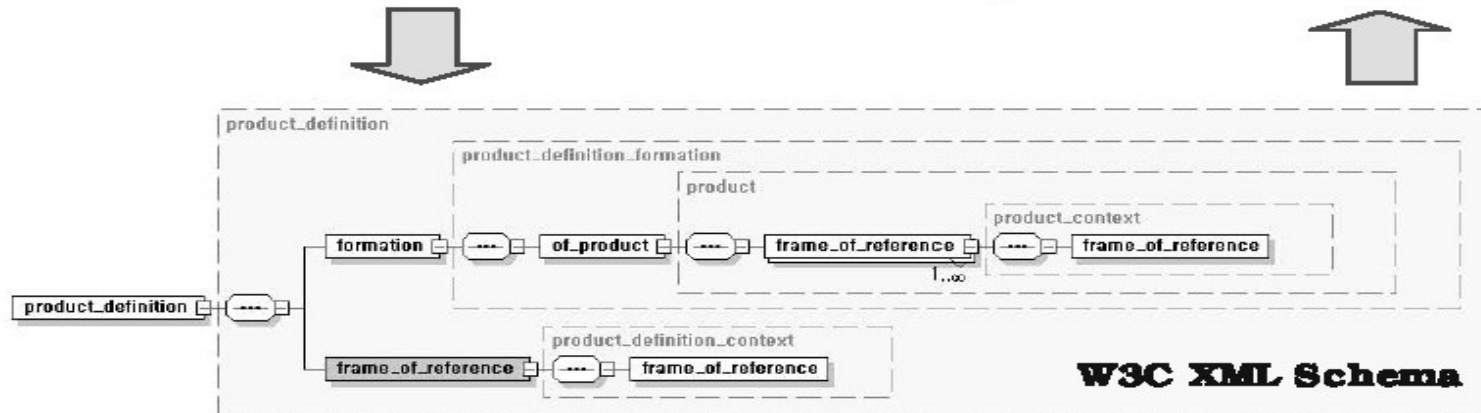 product_definition
product_definition_formation
product
product_context
formation
of_product
frame_of_reference
frame_of_reference
1..∞
product_definition
product_definition_context
frame_of_reference
frame_of_reference
W3C XML Schema